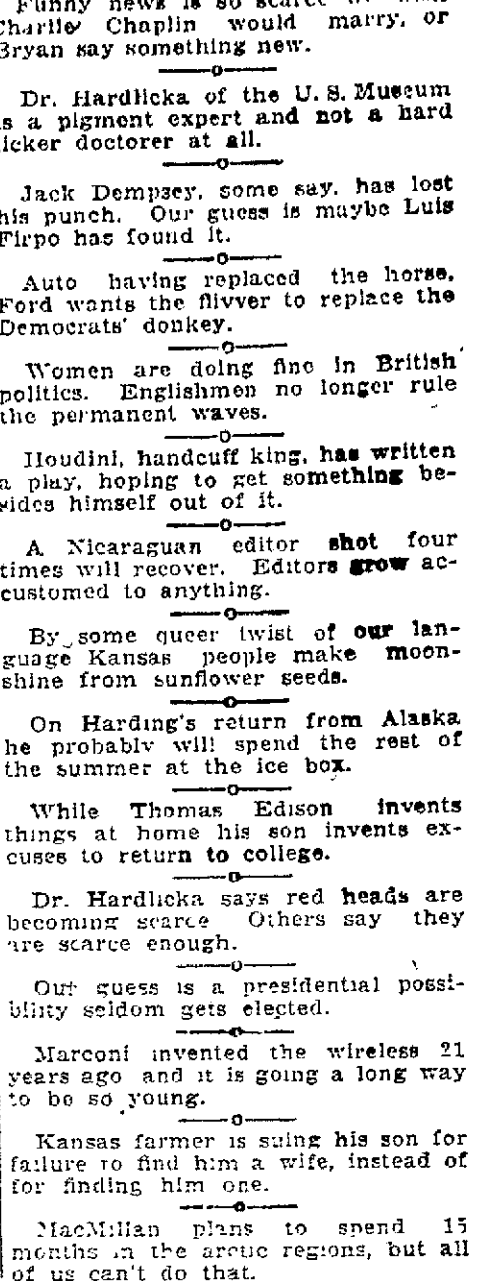 Funny news is so scarce we wish
Charlie Chaplin would marry, or
Bryan say something new.
Dr. Hardlicka of the U. S. Museum
is a pigment expert and not a hard
licker doctorer at all.
Jack Dempsey, some say, has lost
his punch. Our guess is maybe Luis
Firpo has found it.
Auto having replaced the horse,
Ford wants the flivver to replace the
Democrats' donkey.
Women are doing fine in British
politics. Englishmen no longer rule
the permanent waves.
Houdini, handcuff king, has written
a play, hoping to get something be-
sides himself out of it.
A Nicaraguan editor shot four
times will recover. Editors grow ac-
customed to anything.
By some queer twist of our lan-
guage Kansas people make moon-
shine from sunflower seeds.
On Harding's return from Alaska
he probably will spend the rest of
the summer at the ice box.
While Thomas Edison invents
things at home his son invents ex-
cuses to return to college.
Dr. Hardlicka says red heads are
becoming scarce Others say they
are scarce enough.
Our guess is a presidential possi-
bility seldom gets elected.
Marconi invented the wireless 21
years ago and it is going a long way
to be so young.
Kansas farmer is suing his son for
failure to find him a wife, instead of
for finding him one.
MacMillan plans to spend 15
months in the arctic regions, but all
of us can't do that.